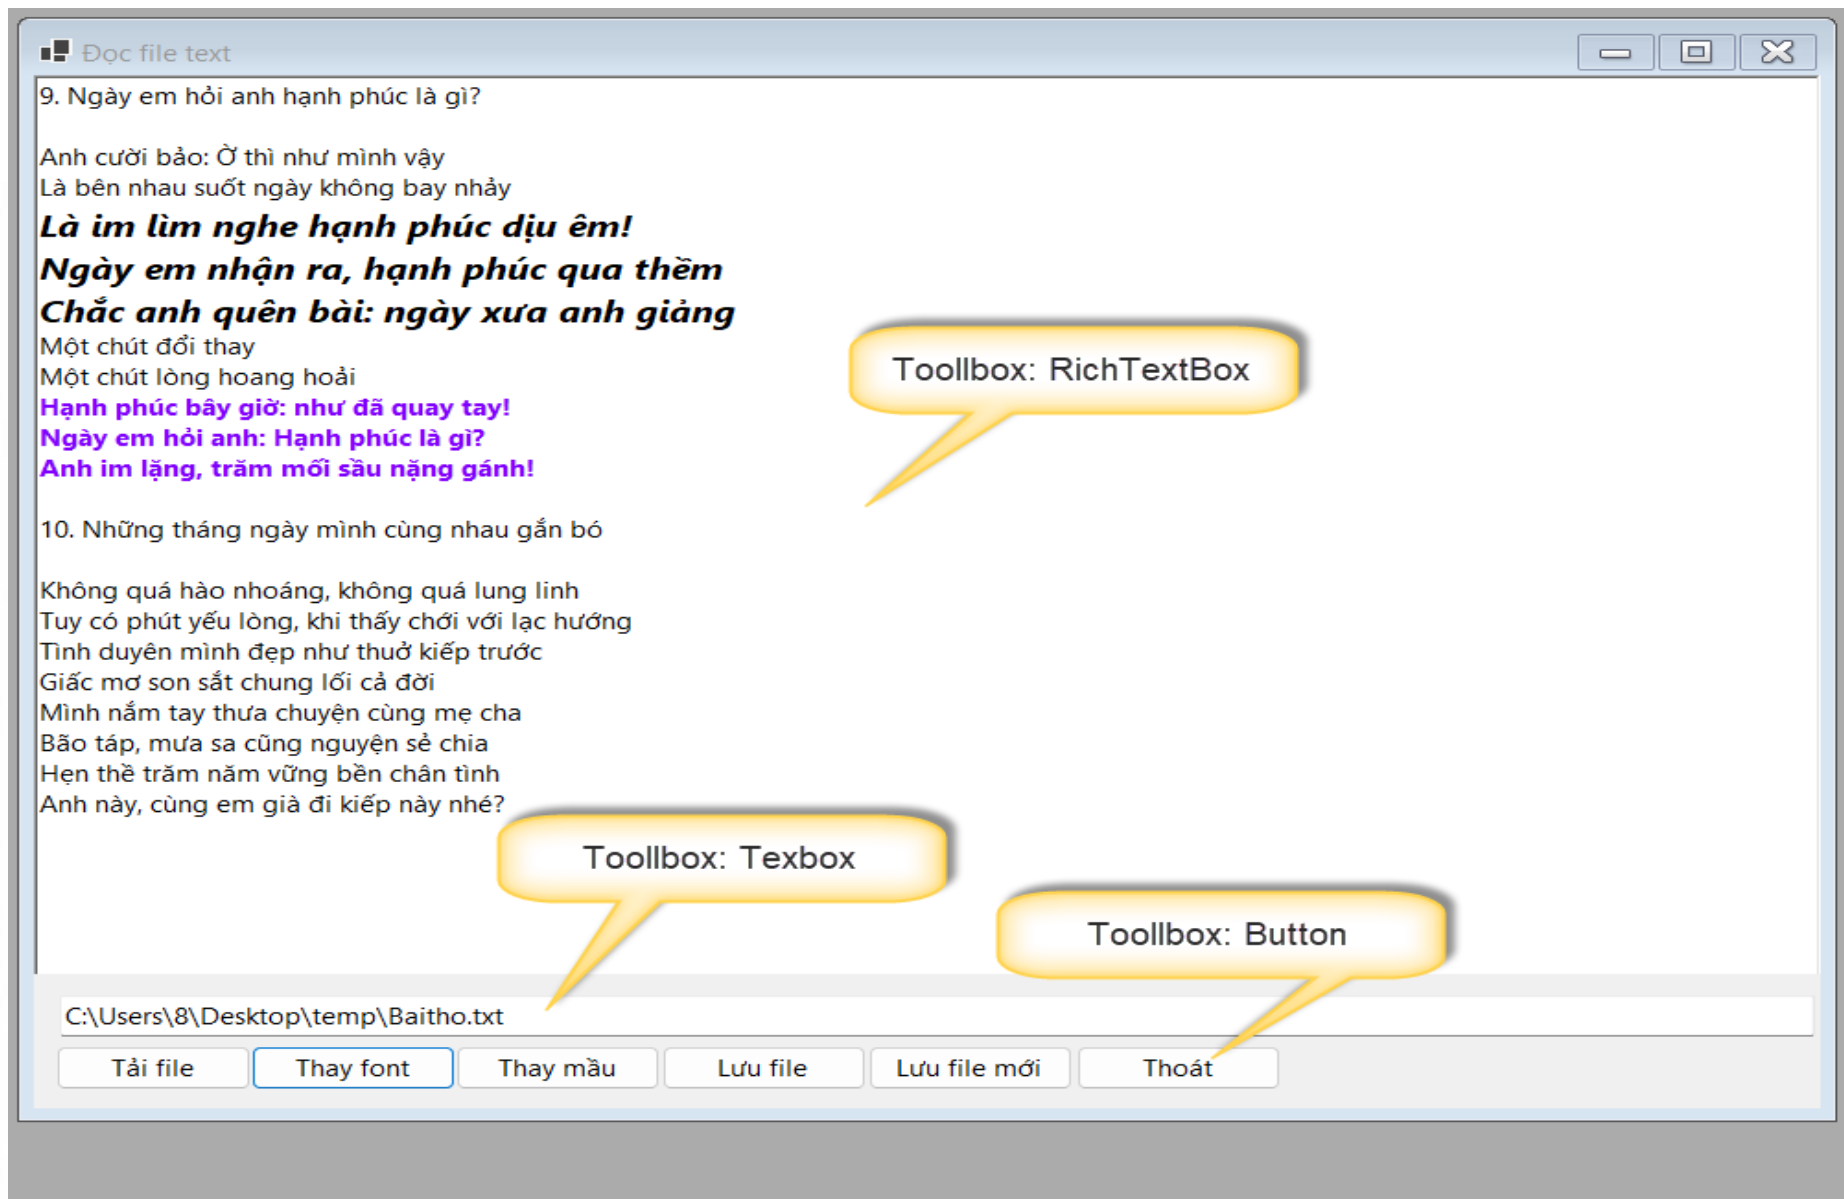 Đọc file text
9. Ngày em hỏi anh hạnh phúc là gì?
Anh cười bảo: Ờ thì như mình vậy
Là bên nhau suốt ngày không bay nhảy
Là im lìm nghe hạnh phúc dịu êm!
Ngày em nhận ra, hạnh phúc qua thềm
Chắc anh quên bài: ngày xưa anh giảng
Một chút đổi thay
Một chút lòng hoang hoải
Hạnh phúc bây giờ: như đã quay tay!
Ngày em hỏi anh: Hạnh phúc là gì?
Anh im lặng, trăm mối sầu nặng gánh!
Toollbox: RichTextBox
10. Những tháng ngày mình cùng nhau gắn bó
Không quá hào nhoáng, không quá lung linh
Tuy có phút yếu lòng, khi thấy chới với lạc hướng
Tình duyên mình đẹp như thuở kiếp trước
Giấc mơ son sắt chung lối cả đời
Mình nắm tay thưa chuyện cùng mẹ cha
Bão táp, mưa sa cũng nguyện sẻ chia
Hẹn thề trăm năm vững bền chân tình
Anh này, cùng em già đi kiếp này nhé?
Toollbox: Texbox
Toollbox: Button
C:\Users\8\Desktop\temp\Baitho.txt
Tải file
Thay font
Thay mầu
Lưu file
Lưu file mới
Thoát